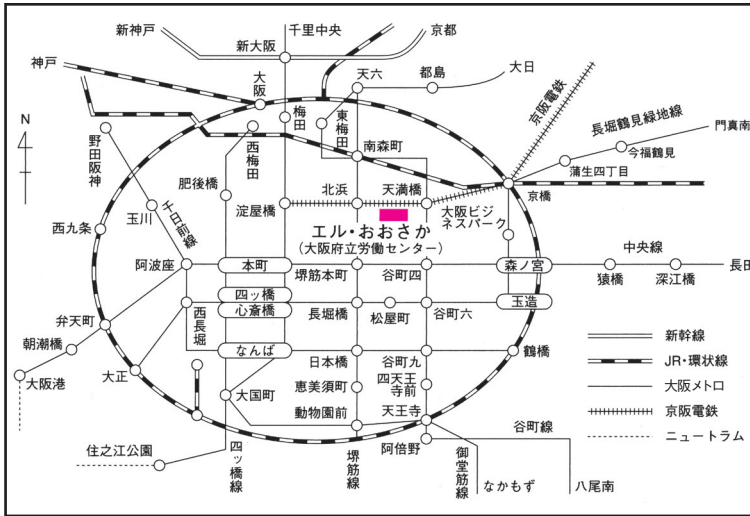 新神戸
千里中央
京都
新大阪
神戸
大阪
天六
都島
大日
京阪電鉄
長堀鶴見緑地線
門真南
N
梅田
東梅田
野田阪神
西梅田
南森町
今福鶴見
蒲生四丁目
肥後橋
北浜
天満橋
京橋
玉川
千日前線
淀屋橋
大阪ビジネスパーク
西九条
エル・おおさか
(大阪府立労働センター)
中央線
阿波座
本町
堺筋本町
谷町四
森ノ宮
猿橋
深江橋
長田
四ッ橋
心斎橋
西長堀
長堀橋
松屋町
谷町六
玉造
弁天町
朝潮橋
なんば
日本橋
谷町九
鶴橋
大阪港
大正
大国町
恵美須町
四天王寺前
動物園前
天王寺
住之江公園
四ッ橋線
堺筋線
阿倍野
谷町線
御堂筋線
なかもず
八尾南
新幹線
JR・環状線
大阪メトロ
京阪電鉄
ニュートラム